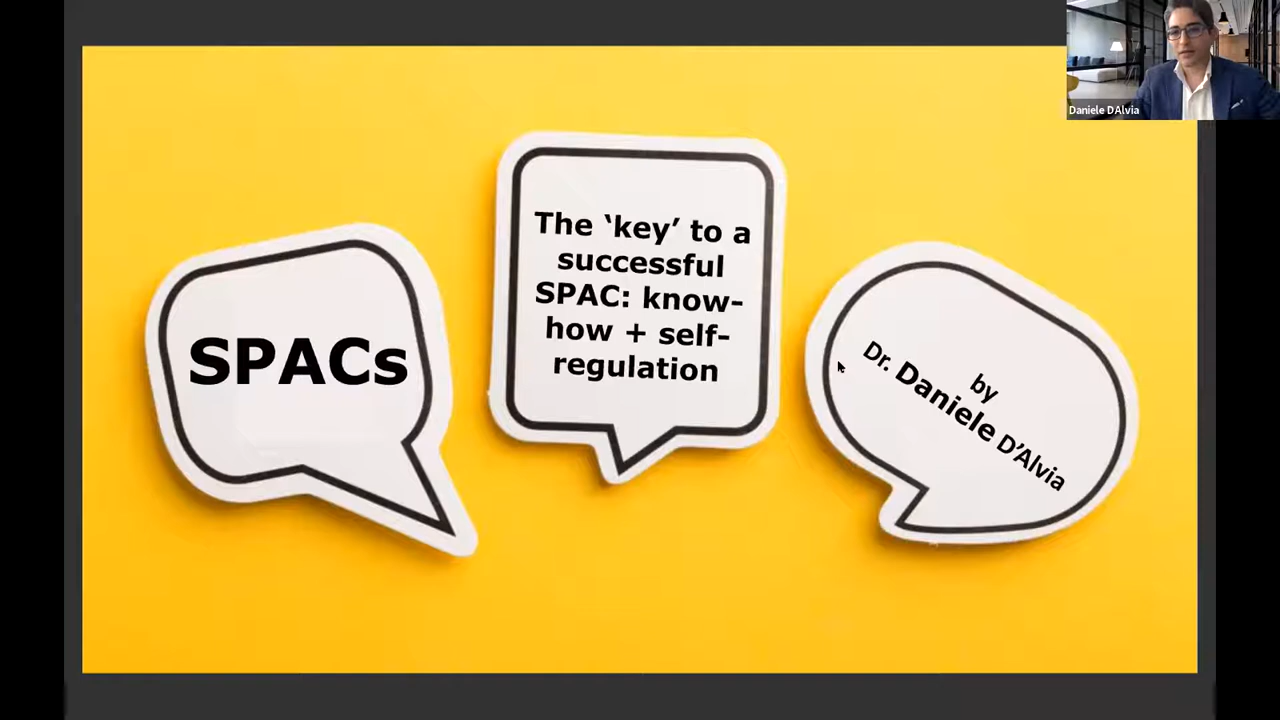 SPACs
The ‘key’ to a
successful
SPAC: know-
how + self-
regulation
by
Dr. Daniele D’Alvia
Daniele DAlvia